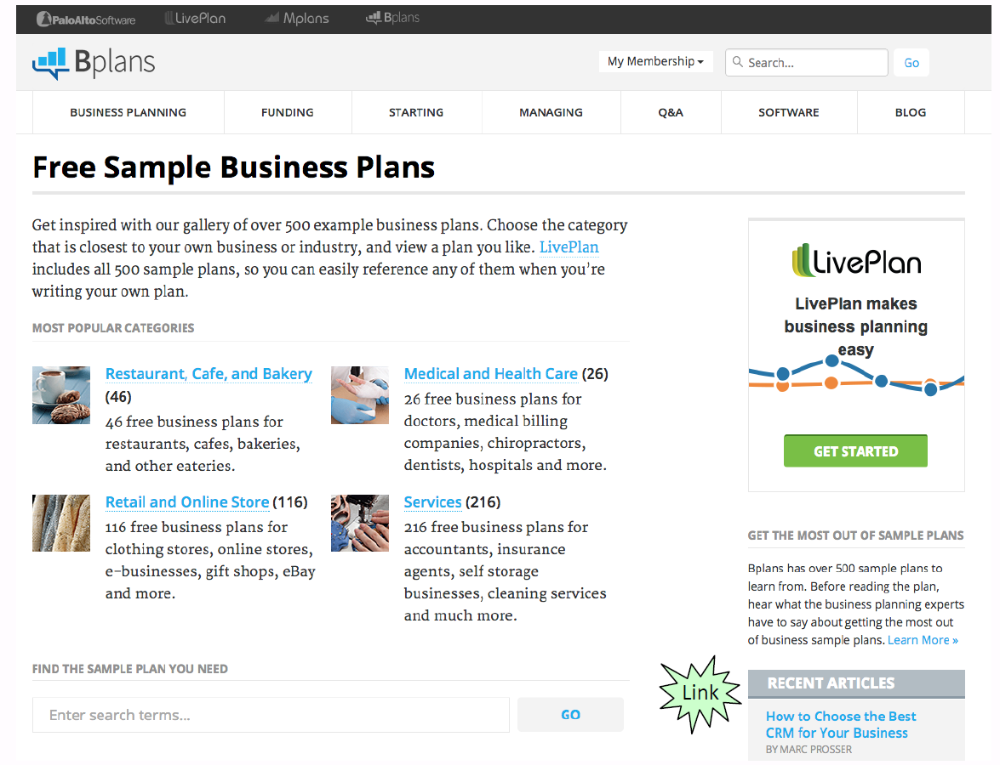 PaloAltoSoftware LivePlan Mplans Bplans
Bplans
My Membership
Search...
Go
BUSINESS PLANNING
FUNDING
STARTING
MANAGING
Q&A
SOFTWARE
BLOG
Free Sample Business Plans
Get inspired with our gallery of over 500 example business plans. Choose the category
that is closest to your own business or industry, and view a plan you like. LivePlan
includes all 500 sample plans, so you can easily reference any of them when you're
writing your own plan.
MOST POPULAR CATEGORIES
Restaurant, Cafe, and Bakery
(46)
46 free business plans for
restaurants, cafes, bakeries,
and other eateries.
Medical and Health Care (26)
26 free business plans for
doctors, medical billing
companies, chiropractors,
dentists, hospitals and more.
Retail and Online Store (116)
116 free business plans for
clothing stores, online stores,
e-businesses, gift shops, eBay
and more.
Services (216)
216 free business plans for
accountants, insurance
agents, self storage
businesses, cleaning services
and much more.
FIND THE SAMPLE PLAN YOU NEED
Enter search terms...
GO
Link
LivePlan
LivePlan makes
business planning
easy
GET STARTED
GET THE MOST OUT OF SAMPLE PLANS
Bplans has over 500 sample plans to
learn from. Before reading the plan,
hear what the business planning experts
have to say about getting the most out
of business sample plans. Learn More »
RECENT ARTICLES
How to Choose the Best
CRM for Your Business
BY MARC PROSSER